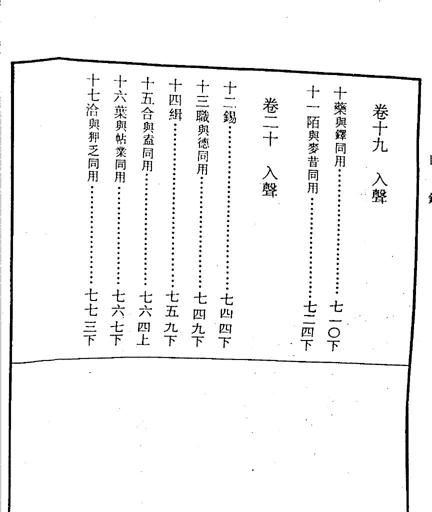 目錄
卷十九 入聲
十藥與鐸同用⋯⋯⋯⋯七一〇下
十一陌與麥昔同用⋯⋯⋯⋯七二四下
卷二十 入聲
十二錫⋯⋯⋯⋯七四四下
十三職與德同用⋯⋯⋯⋯七四九下
十四緝⋯⋯⋯⋯七五九下
十五合與盍同用⋯⋯⋯⋯七六四上
十六葉與帖業同用⋯⋯⋯⋯七六七下
十七洽與狎乏同用⋯⋯⋯⋯七七三下